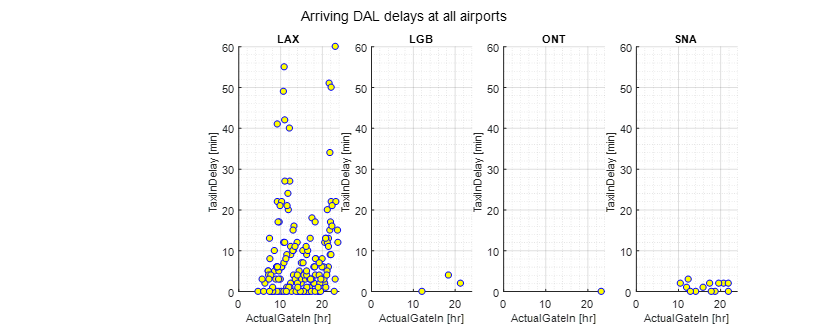 Arriving DAL delays at all airports
LAX
LGB
ONT
SNA
TaxiInDelay [min]
60
50
40
30
20
10
0
0 10 20
ActualGateIn [hr]
TaxiInDelay [min]
60
50
40
30
20
10
0
0 10 20
ActualGateIn [hr]
TaxiInDelay [min]
60
50
40
30
20
10
0
0 10 20
ActualGateIn [hr]
TaxiInDelay [min]
60
50
40
30
20
10
0
0 10 20
ActualGateIn [hr]